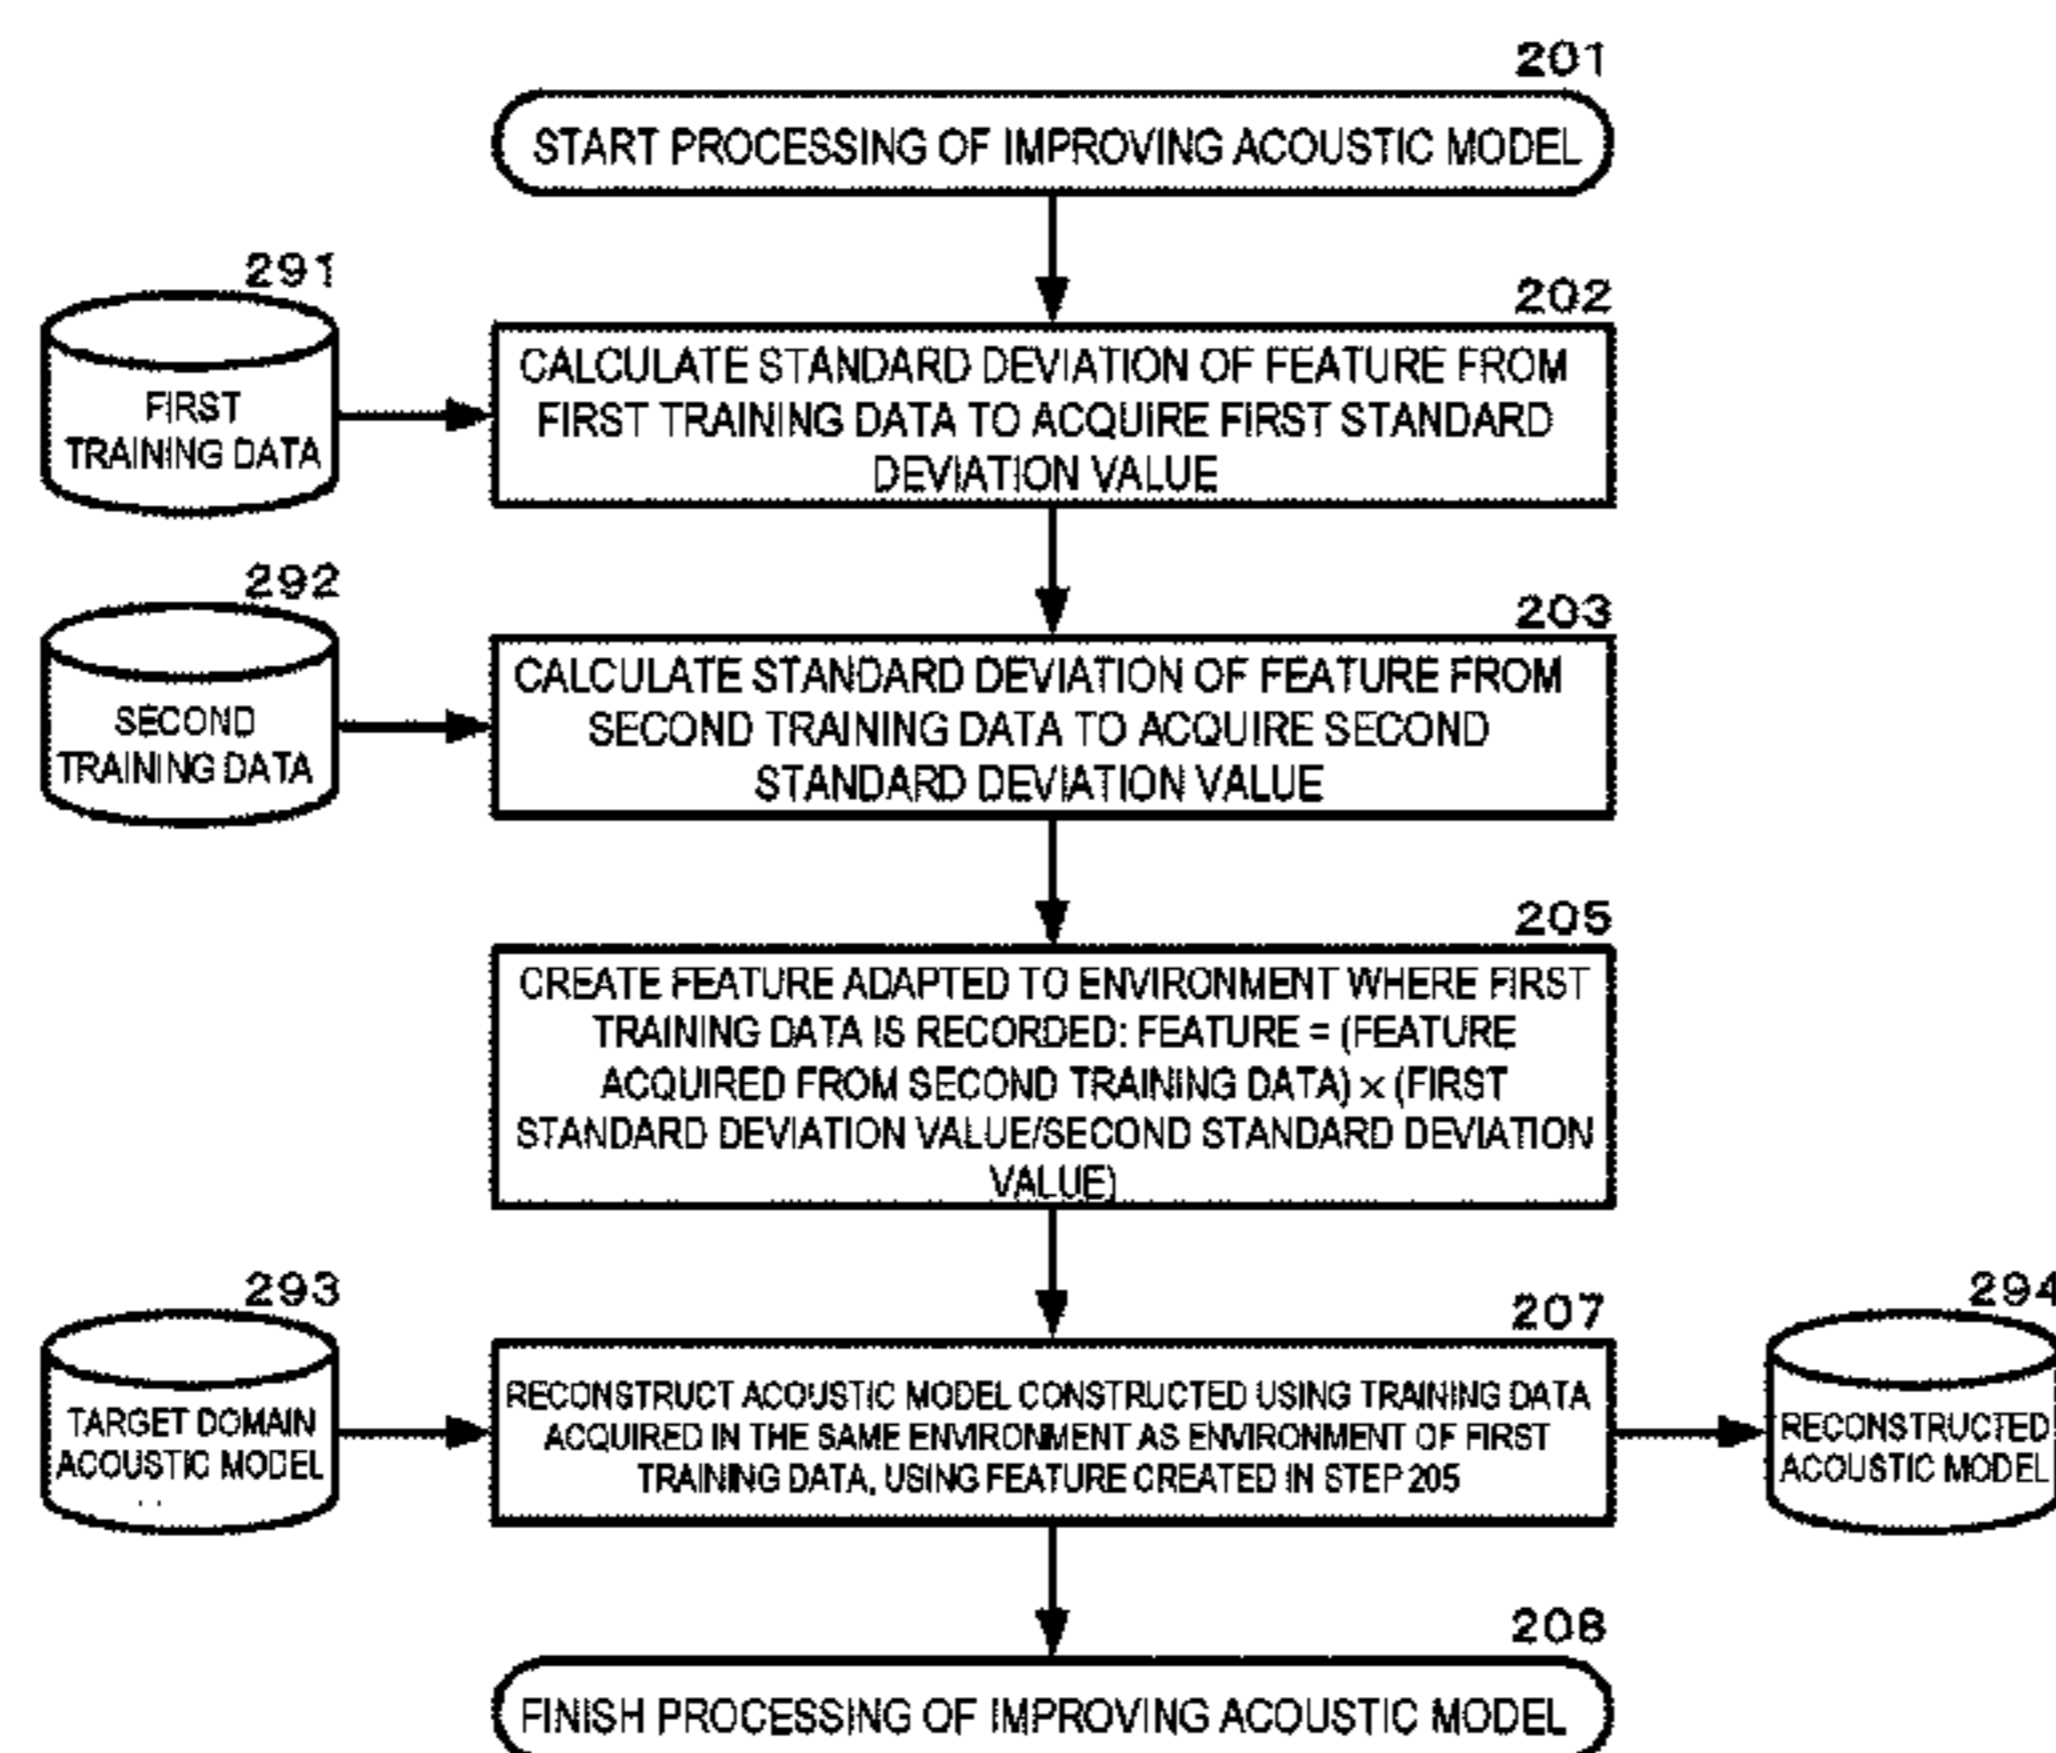 201
START PROCESSING OF IMPROVING ACOUSTIC MODEL
291
FIRST
TRAINING DATA
202
CALCULATE STANDARD DEVIATION OF FEATURE FROM
FIRST TRAINING DATA TO ACQUIRE FIRST STANDARD
DEVIATION VALUE
292
SECOND
TRAINING DATA
203
CALCULATE STANDARD DEVIATION OF FEATURE FROM
SECOND TRAINING DATA TO ACQUIRE SECOND
STANDARD DEVIATION VALUE
205
CREATE FEATURE ADAPTED TO ENVIRONMENT WHERE FIRST
TRAINING DATA IS RECORDED: FEATURE = (FEATURE
ACQUIRED FROM SECOND TRAINING DATA) × (FIRST
STANDARD DEVIATION VALUE/SECOND STANDARD DEVIATION
VALUE)
293
TARGET DOMAIN
ACOUSTIC MODEL
207
RECONSTRUCT ACOUSTIC MODEL CONSTRUCTED USING TRAINING DATA
ACQUIRED IN THE SAME ENVIRONMENT AS ENVIRONMENT OF FIRST
TRAINING DATA, USING FEATURE CREATED IN STEP 205
294
RECONSTRUCTED
ACOUSTIC MODEL
208
FINISH PROCESSING OF IMPROVING ACOUSTIC MODEL